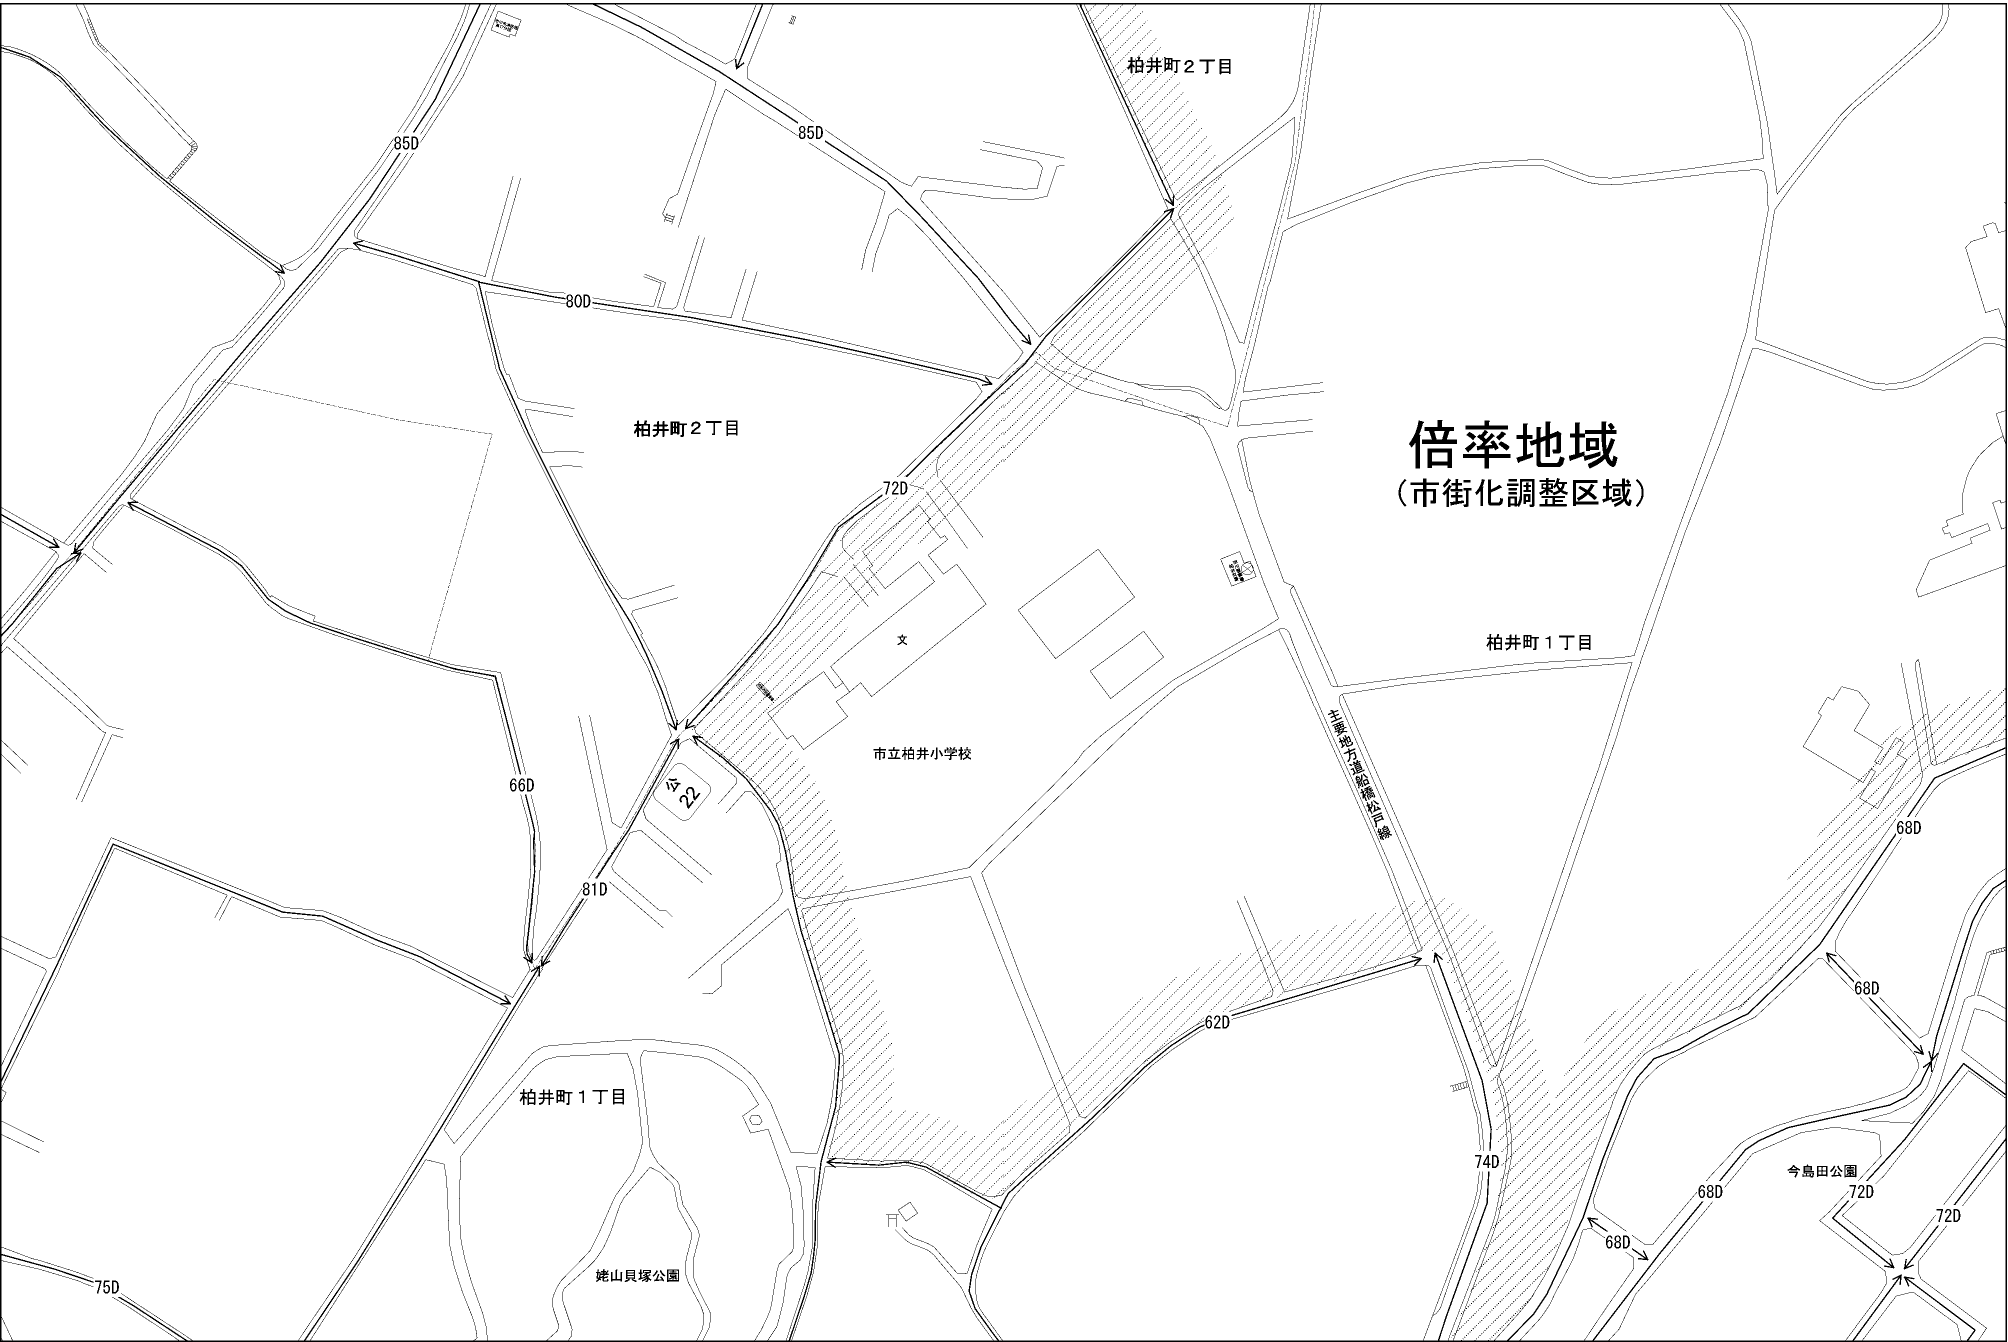 柏井町２丁目
85D
85D
80D
柏井町２丁目
倍率地域
（市街化調整区域）
72D
文
柏井町１丁目
主要地方道船橋松戸線
市立柏井小学校
66D
公
22
68D
81D
68D
62D
柏井町１丁目
74D
今島田公園
68D
72D
72D
68D
姥山貝塚公園
75D